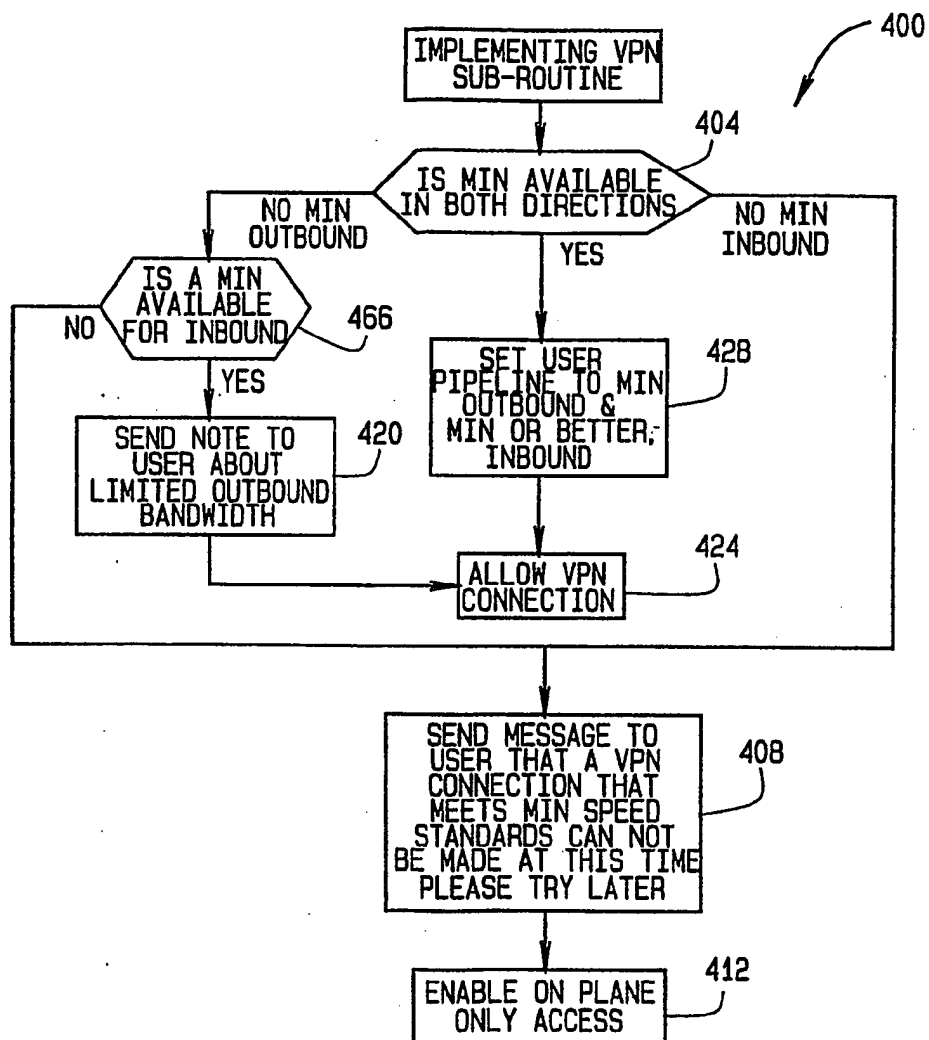 400
IMPLEMENTING VPN
SUB-ROUTINE
404
IS MIN AVAILABLE
IN BOTH DIRECTIONS
NO MIN
OUTBOUND
YES
NO MIN
INBOUND
IS A MIN
AVAILABLE
FOR INBOUND
466
NO
YES
SET USER
PIPELINE TO MIN
OUTBOUND &
MIN OR BETTER,
INBOUND
428
SEND NOTE TO
USER ABOUT
LIMITED OUTBOUND
BANDWIDTH
420
ALLOW VPN
CONNECTION
424
SEND MESSAGE TO
USER THAT A VPN
CONNECTION THAT
MEETS MIN SPEED
STANDARDS CAN NOT
BE MADE AT THIS TIME
PLEASE TRY LATER
408
ENABLE ON PLANE
ONLY ACCESS
412